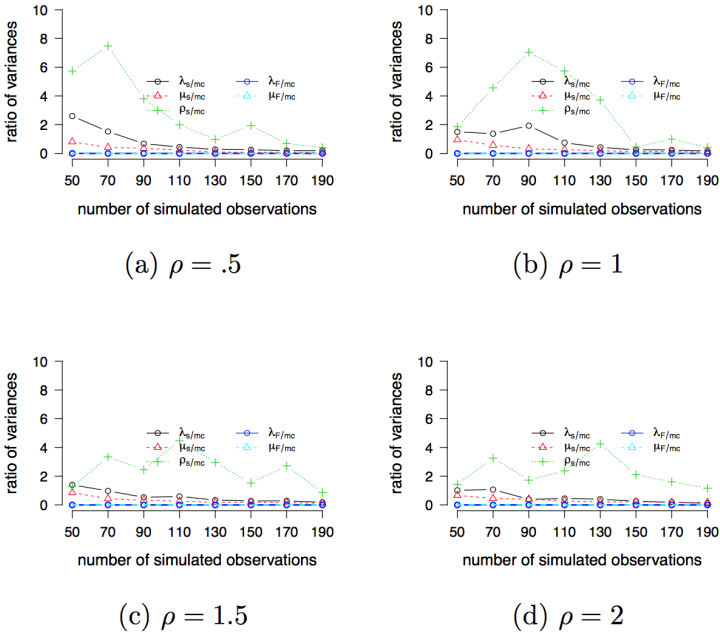 ratio of variances
10
8
6
4
2
0
λs/mc λF/mc
μs/mc μF/mc
ρs/mc
50 70 90 110 130 150 170 190
number of simulated observations
(a) ρ = .5
ratio of variances
10
8
6
4
2
0
λs/mc λF/mc
μs/mc μF/mc
ρs/mc
50 70 90 110 130 150 170 190
number of simulated observations
(b) ρ = 1
ratio of variances
10
8
6
4
2
0
λs/mc λF/mc
μs/mc μF/mc
ρs/mc
50 70 90 110 130 150 170 190
number of simulated observations
(c) ρ = 1.5
ratio of variances
10
8
6
4
2
0
λs/mc λF/mc
μs/mc μF/mc
ρs/mc
50 70 90 110 130 150 170 190
number of simulated observations
(d) ρ = 2